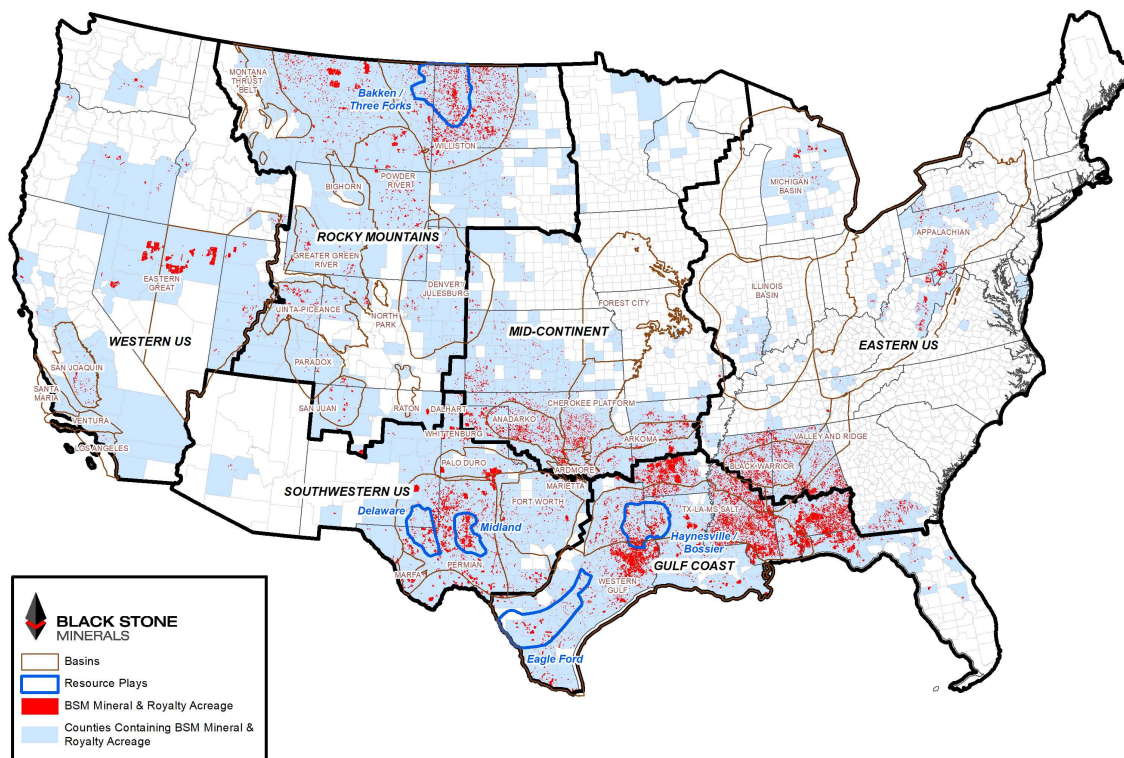 MONTANA
THRUST
BELT
Bakken /
Three Forks
WILLISTON
BIGHORN
POWDER
RIVER
ROCKY MOUNTAINS
GREATER GREEN
RIVER
EASTERN
GREAT
DENVER
JULESBURG
UINTA-PICEANCE
NORTH
PARK
WESTERN US
PARADOX
SAN JOAQUIN
SANTA
MARIA
VENTURA
LOS ANGELES
SAN JUAN
RATON
DALHART
WHITTENBURG
MID-CONTINENT
FOREST CITY
CHEROKEE PLATFORM
ANADARKO
ARKOMA
ARDMORE
MARIETTA
MICHIGAN
BASIN
APPALACHIAN
ILLINOIS
BASIN
EASTERN US
VALLEY AND RIDGE
BLACK WARRIOR
PALO DURO
SOUTHWESTERN US
FORT WORTH
Delaware
Midland
MARFA
PERMIAN
TX-LA-MS SALT
Haynesville /
Bossier
GULF COAST
WESTERN
GULF
Eagle Ford
BLACK STONE
MINERALS
Basins
Resource Plays
BSM Mineral & Royalty Acreage
Counties Containing BSM Mineral &
Royalty Acreage